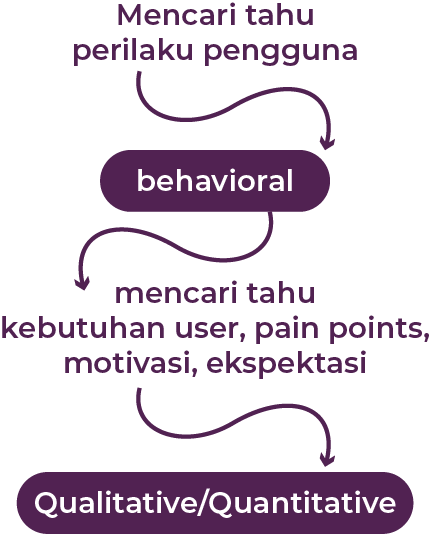 Mencari tahu
perilaku pengguna
behavioral
mencari tahu
kebutuhan user, pain points,
motivasi, ekspektasi
Qualitative/Quantitative